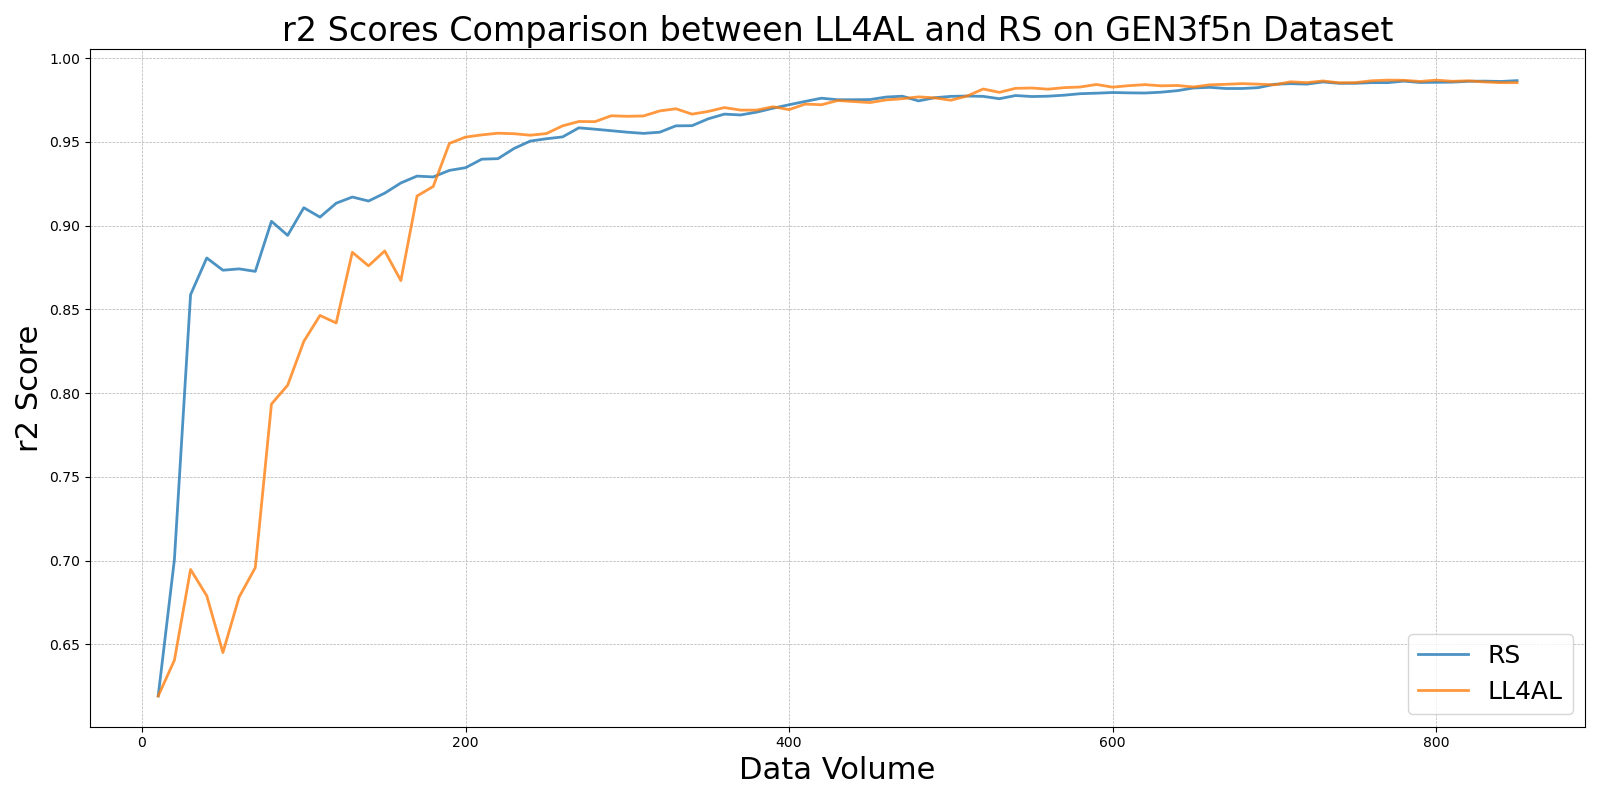 r2 Scores Comparison between LL4AL and RS on GEN3f5n Dataset
1.00
0.95
0.90
0.85
0.80
0.75
0.70
0.65
r2 Score
0 200 400 600 800
Data Volume
RS
LL4AL